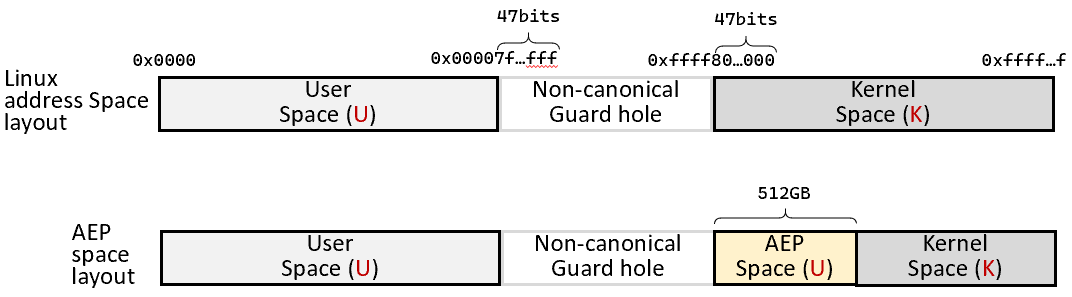 47bits
47bits
0x0000
0x00007f…fff
0xffff80…000
0xffff…f
Linux
address Space
layout
User
Space (U)
Non-canonical
Guard hole
Kernel
Space (K)
512GB
AEP
space
layout
User
Space (U)
Non-canonical
Guard hole
AEP
Space (U)
Kernel
Space (K)